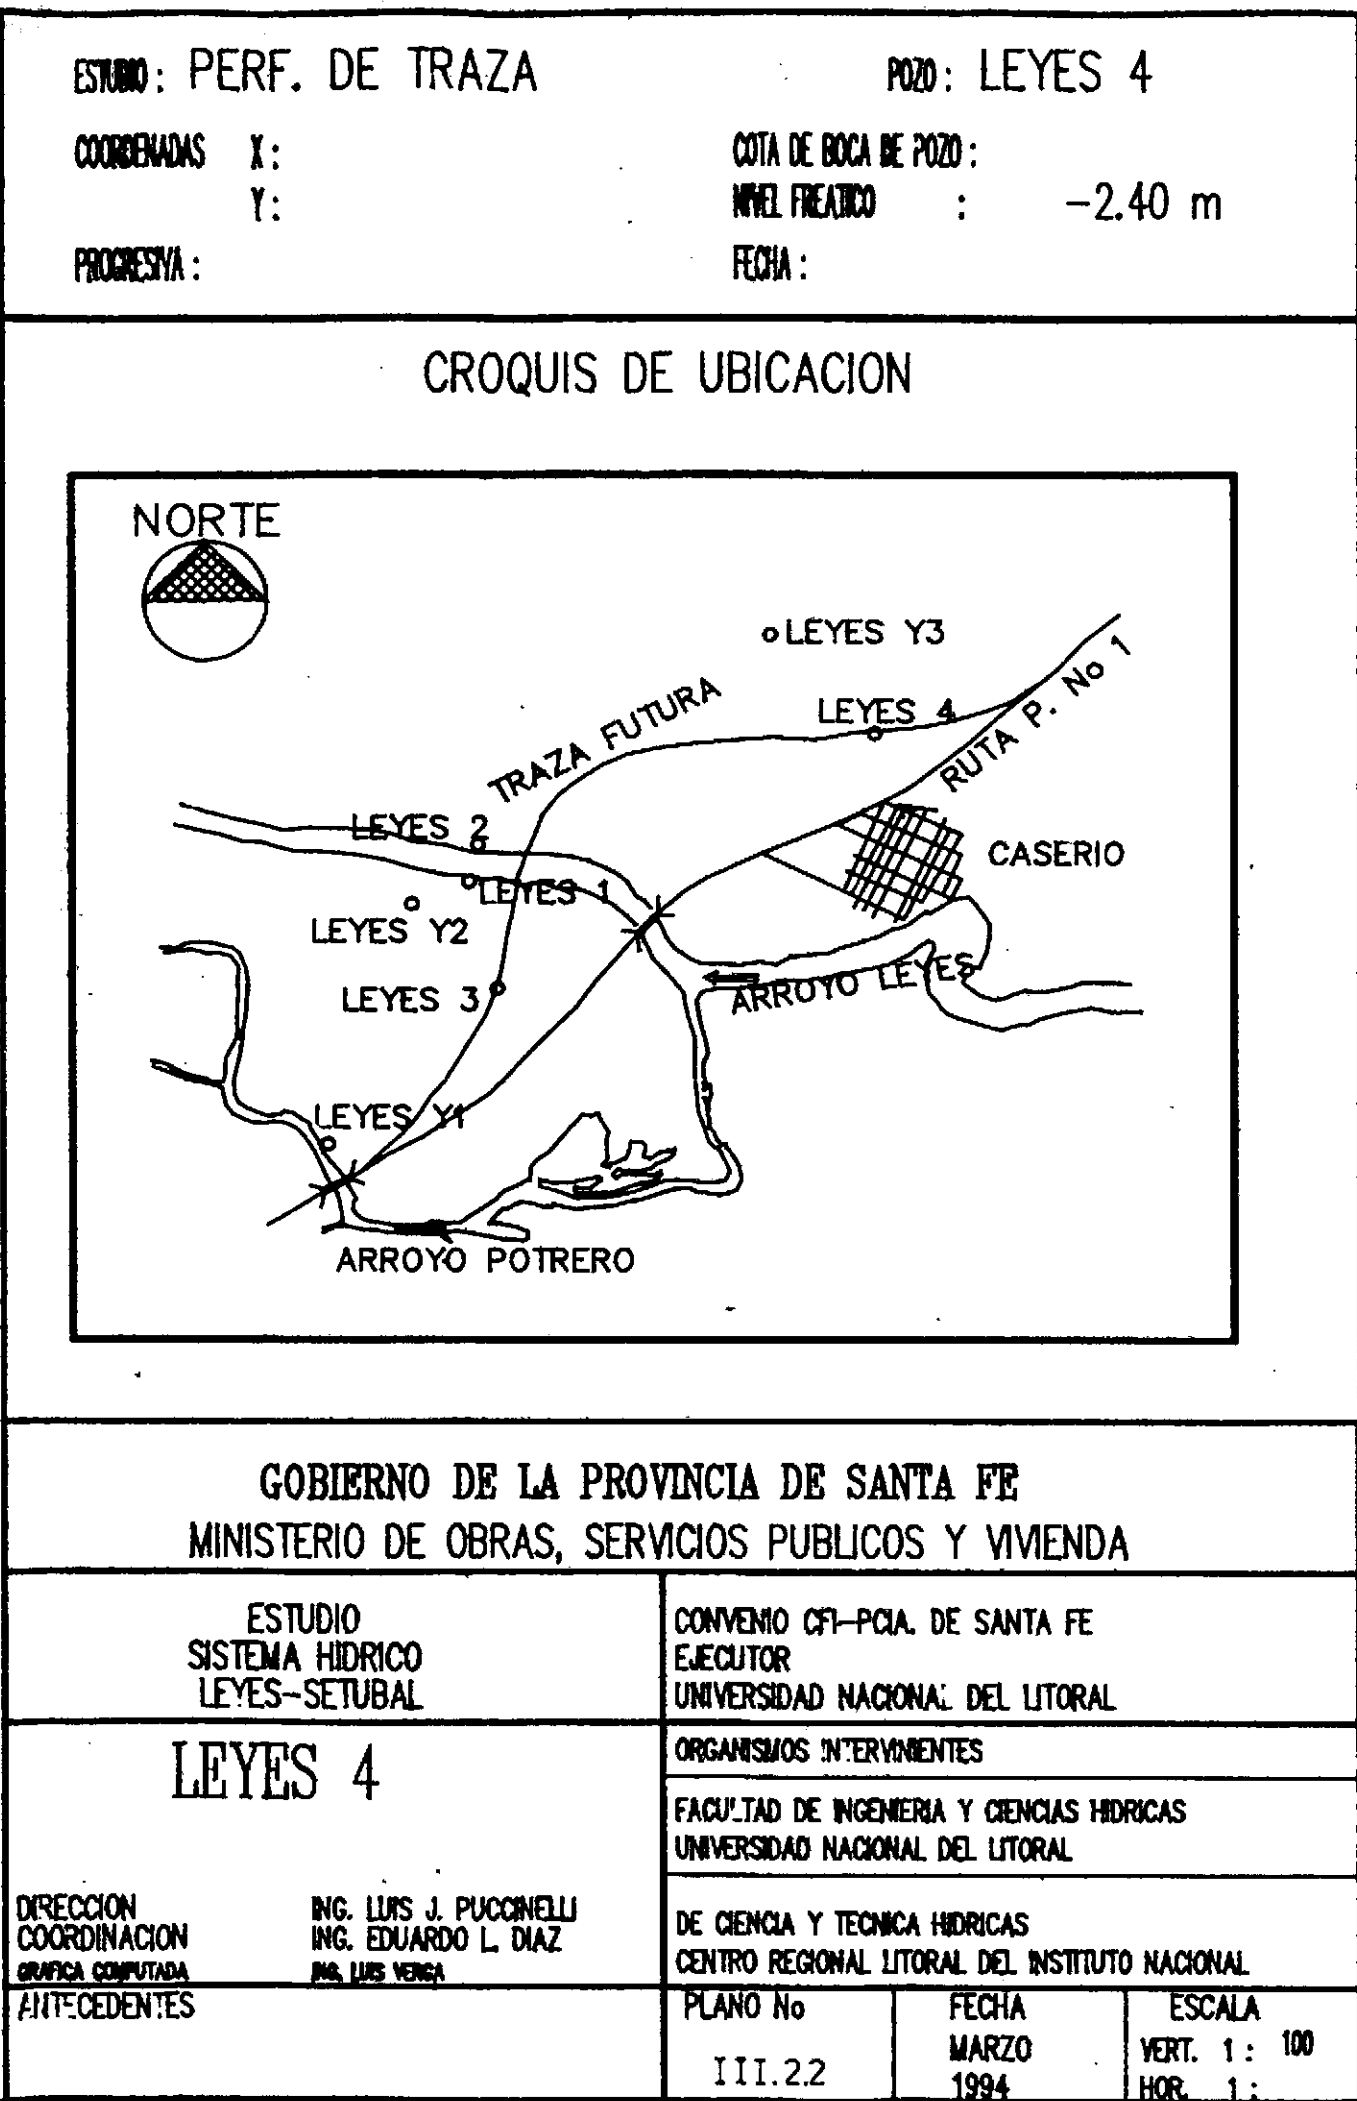 ESTUDIO: PERF. DE TRAZA
POZO: LEYES 4
COORDENADAS X:
Y:
PROGRESIVA:
COTA DE BOCA DE POZO:
NIVEL FREATICO : -2.40 m
FECHA:
CROQUIS DE UBICACION
NORTE
LEYES Y3
RUTA P. No 1
LEYES 4
TRAZA FUTURA
LEYES 2
CASERIO
LEYES 1
LEYES Y2
ARROYO LEYES
LEYES 3
LEYES Y1
ARROYO POTRERO
GOBIERNO DE LA PROVINCIA DE SANTA FE
MINISTERIO DE OBRAS, SERVICIOS PUBLICOS Y VIVIENDA
ESTUDIO
SISTEMA HIDRICO
LEYES-SETUBAL
CONVENIO CFI-PCIA. DE SANTA FE
EJECUTOR
UNIVERSIDAD NACIONAL DEL LITORAL
LEYES 4
ORGANISMOS INTERVINIENTES
FACULTAD DE INGENIERIA Y CIENCIAS HIDRICAS
UNIVERSIDAD NACIONAL DEL LITORAL
DIRECCION ING. LUIS J. PUCCINELLI
COORDINACION ING. EDUARDO L. DIAZ
GRAFICA COMPUTADA ING. LUIS VERGA
DE CIENCIA Y TECNICA HIDRICAS
CENTRO REGIONAL LITORAL DEL INSTITUTO NACIONAL
ANTECEDENTES
PLANO No
III.2.2
FECHA
MARZO
1994
ESCALA
VERT. 1: 100
HOR. 1: